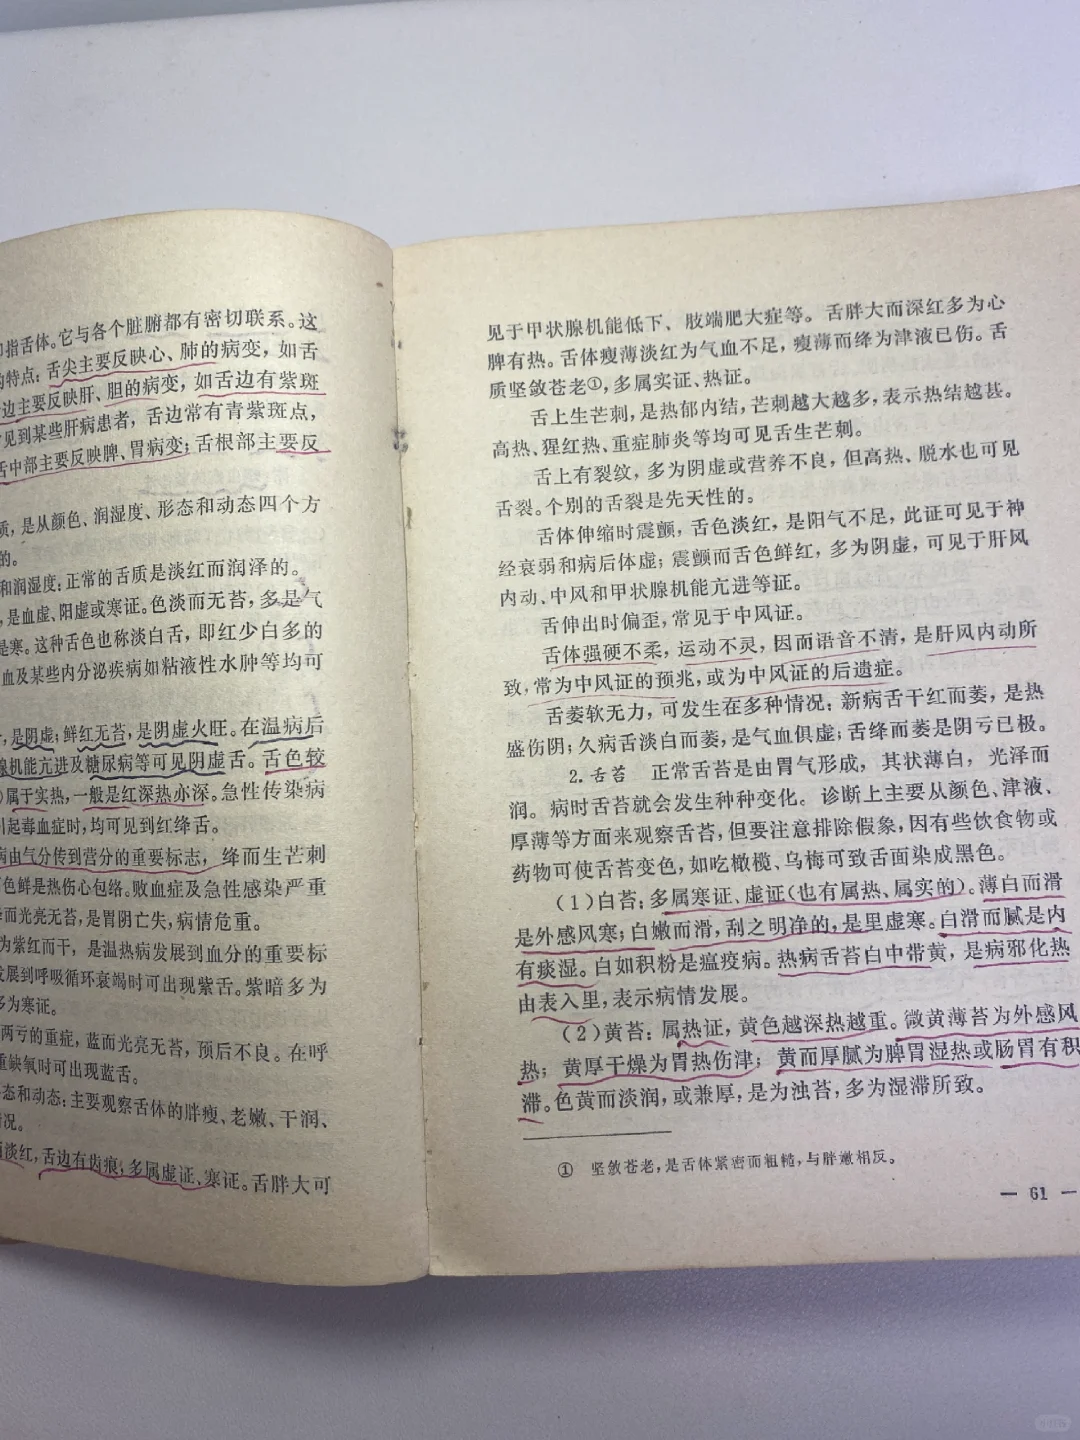 指舌体。它与各个脏腑都有密切联系。这
的特点：舌尖主要反映心、肺的病变，如舌
边主要反映肝、胆的病变，如舌边有紫斑
见到某些肝病患者，舌边常有青紫斑点，
舌中部主要反映脾、胃病变；舌根部主要反
质，是从颜色、润湿度、形态和动态四个方
的。
和润湿度：正常的舌质是淡红而润泽的。
，是血虚、阳虚或寒证。色淡而无苔，多是气
是寒。这种舌色也称淡白舌，即红少白多的
血及某些内分泌疾病如粘液性水肿等均可
，是阴虚；鲜红无苔，是阴虚火旺。在温病后
腺机能亢进及糖尿病等可见阴虚舌。舌色较
）属于实热，一般是红深热亦深。急性传染病
引起毒血症时，均可见到红绛舌。
病由气分传到营分的重要标志，绛而生芒刺
色鲜是热伤心包络。败血症及急性感染严重
而光亮无苔，是胃阴亡失，病情危重。
为紫红而干，是温热病发展到血分的重要标
发展到呼吸循环衰竭时可出现紫舌。紫暗多为
多为寒证。
两亏的重症，蓝而光亮无苔，预后不良。在呼
重缺氧时可出现蓝舌。
态和动态：主要观察舌体的胖瘦、老嫩、干润、
情况。
淡红，舌边有齿痕，多属虚证、寒证。舌胖大可
见于甲状腺机能低下、肢端肥大症等。舌胖大而深红多为心
脾有热。舌体瘦薄淡红为气血不足，瘦薄而绛为津液已伤。舌
质坚敛苍老①，多属实证、热证。
舌上生芒刺，是热郁内结，芒刺越大越多，表示热结越甚。
高热、猩红热、重症肺炎等均可见舌生芒刺。
舌上有裂纹，多为阴虚或营养不良，但高热、脱水也可见
舌裂。个别的舌裂是先天性的。
舌体伸缩时震颤，舌色淡红，是阳气不足，此证可见于神
经衰弱和病后体虚；震颤而舌色鲜红，多为阴虚，可见于肝风
内动、中风和甲状腺机能亢进等证。
舌伸出时偏歪，常见于中风证。
舌体强硬不柔，运动不灵，因而语音不清，是肝风内动所
致，常为中风证的预兆，或为中风证的后遗症。
舌萎软无力，可发生在多种情况：新病舌干红而萎，是热
盛伤阴；久病舌淡白而萎，是气血俱虚；舌绛而萎是阴亏已极。
2. 舌苔 正常舌苔是由胃气形成，其状薄白，光泽而
润。病时舌苔就会发生种种变化。诊断上主要从颜色、津液、
厚薄等方面来观察舌苔，但要注意排除假象，因有些饮食物或
药物可使舌苔变色，如吃橄榄、乌梅可致舌面染成黑色。
（1）白苔：多属寒证、虚证（也有属热、属实的）。薄白而滑
是外感风寒；白嫩而滑，刮之明净的，是里虚寒。白滑而腻是内
有痰湿。白如积粉是瘟疫病。热病舌苔白中带黄，是病邪化热
由表入里，表示病情发展。
（2）黄苔：属热证，黄色越深热越重。微黄薄苔为外感风
热；黄厚干燥为胃热伤津；黄而厚腻为脾胃湿热或肠胃有积
滞。色黄而淡润，或兼厚，是为浊苔，多为湿滞所致。
① 坚敛苍老，是舌体紧密而粗糙，与胖嫩相反。
— 61 —